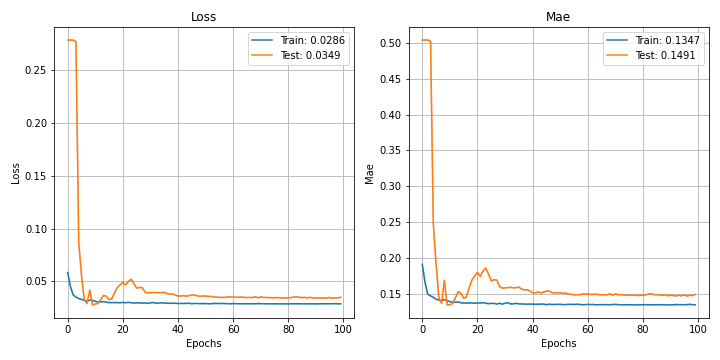 Loss
Train: 0.0286
Test: 0.0349
0.25
0.20
0.15
0.10
0.05
Loss
0 20 40 60 80 100
Epochs
Mae
Train: 0.1347
Test: 0.1491
0.50
0.45
0.40
0.35
0.30
0.25
0.20
0.15
Mae
0 20 40 60 80 100
Epochs